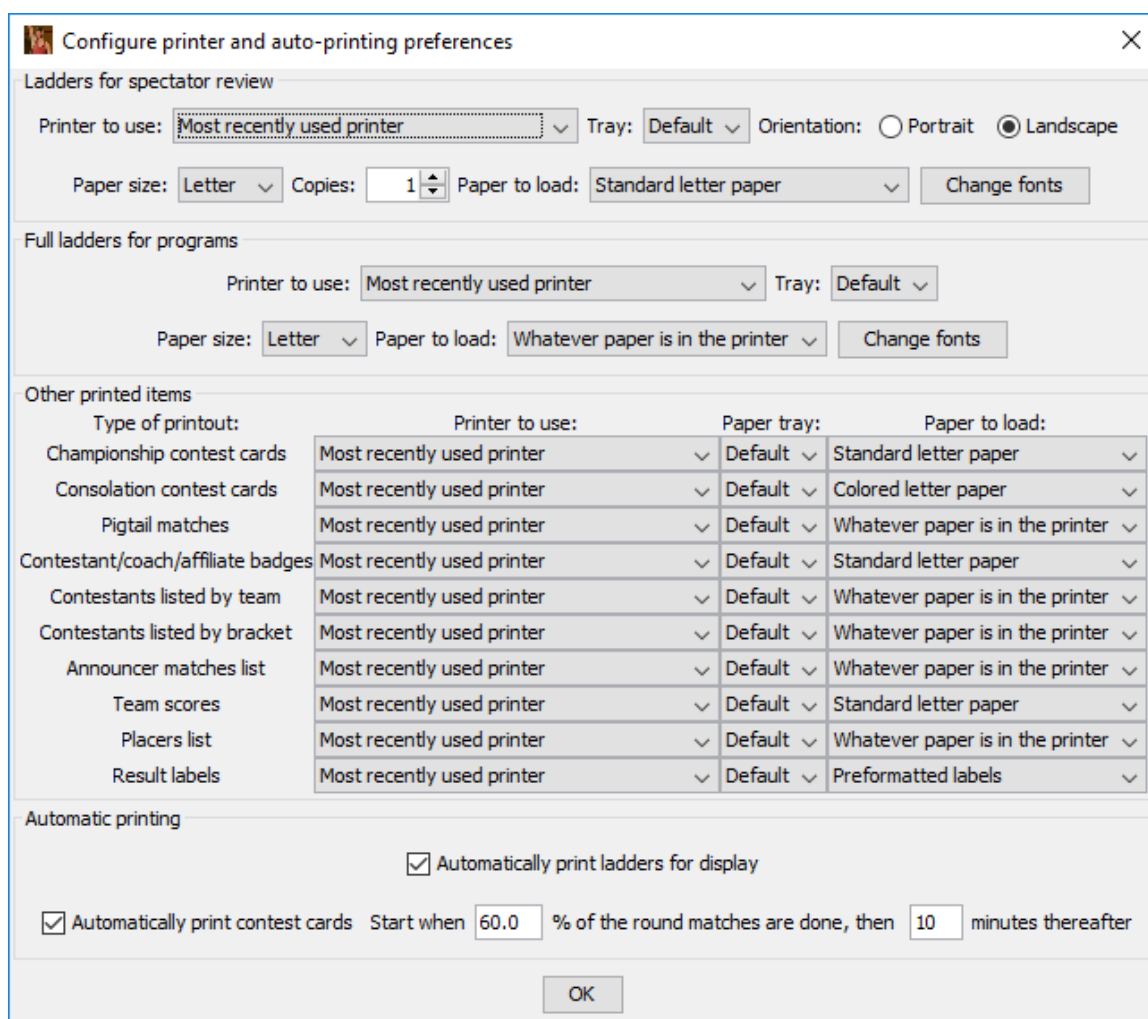 Configure printer and auto-printing preferences
Ladders for spectator review
Printer to use: Most recently used printer Tray: Default Orientation: Portrait Landscape
Paper size: Letter Copies: 1 Paper to load: Standard letter paper Change fonts
Full ladders for programs
Printer to use: Most recently used printer Tray: Default
Paper size: Letter Paper to load: Whatever paper is in the printer Change fonts
Other printed items
Type of printout: Printer to use: Paper tray: Paper to load:
Championship contest cards Most recently used printer Default Standard letter paper
Consolation contest cards Most recently used printer Default Colored letter paper
Pigtail matches Most recently used printer Default Whatever paper is in the printer
Contestant/coach/affiliate badges Most recently used printer Default Standard letter paper
Contestants listed by team Most recently used printer Default Whatever paper is in the printer
Contestants listed by bracket Most recently used printer Default Whatever paper is in the printer
Announcer matches list Most recently used printer Default Whatever paper is in the printer
Team scores Most recently used printer Default Standard letter paper
Placers list Most recently used printer Default Whatever paper is in the printer
Result labels Most recently used printer Default Preformatted labels
Automatic printing
Automatically print ladders for display
Automatically print contest cards Start when 60.0 % of the round matches are done, then 10 minutes thereafter
OK